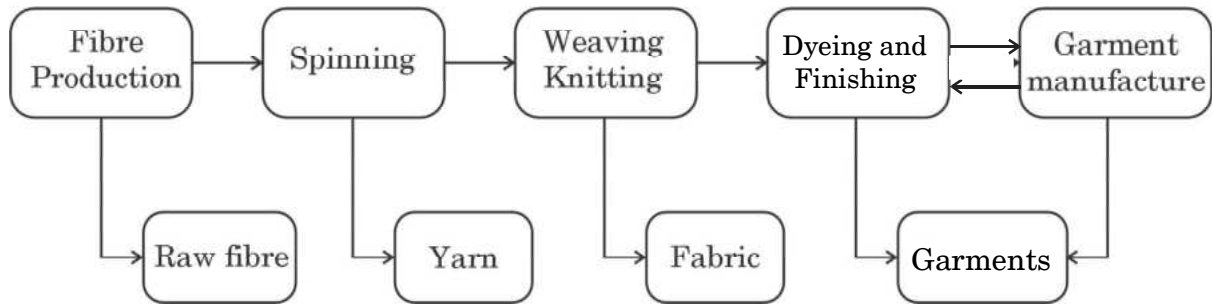 Fibre
Production
Spinning
Weaving
Knitting
Dyeing and
Finishing
Garment
manufacture
Raw fibre
Yarn
Fabric
Garments